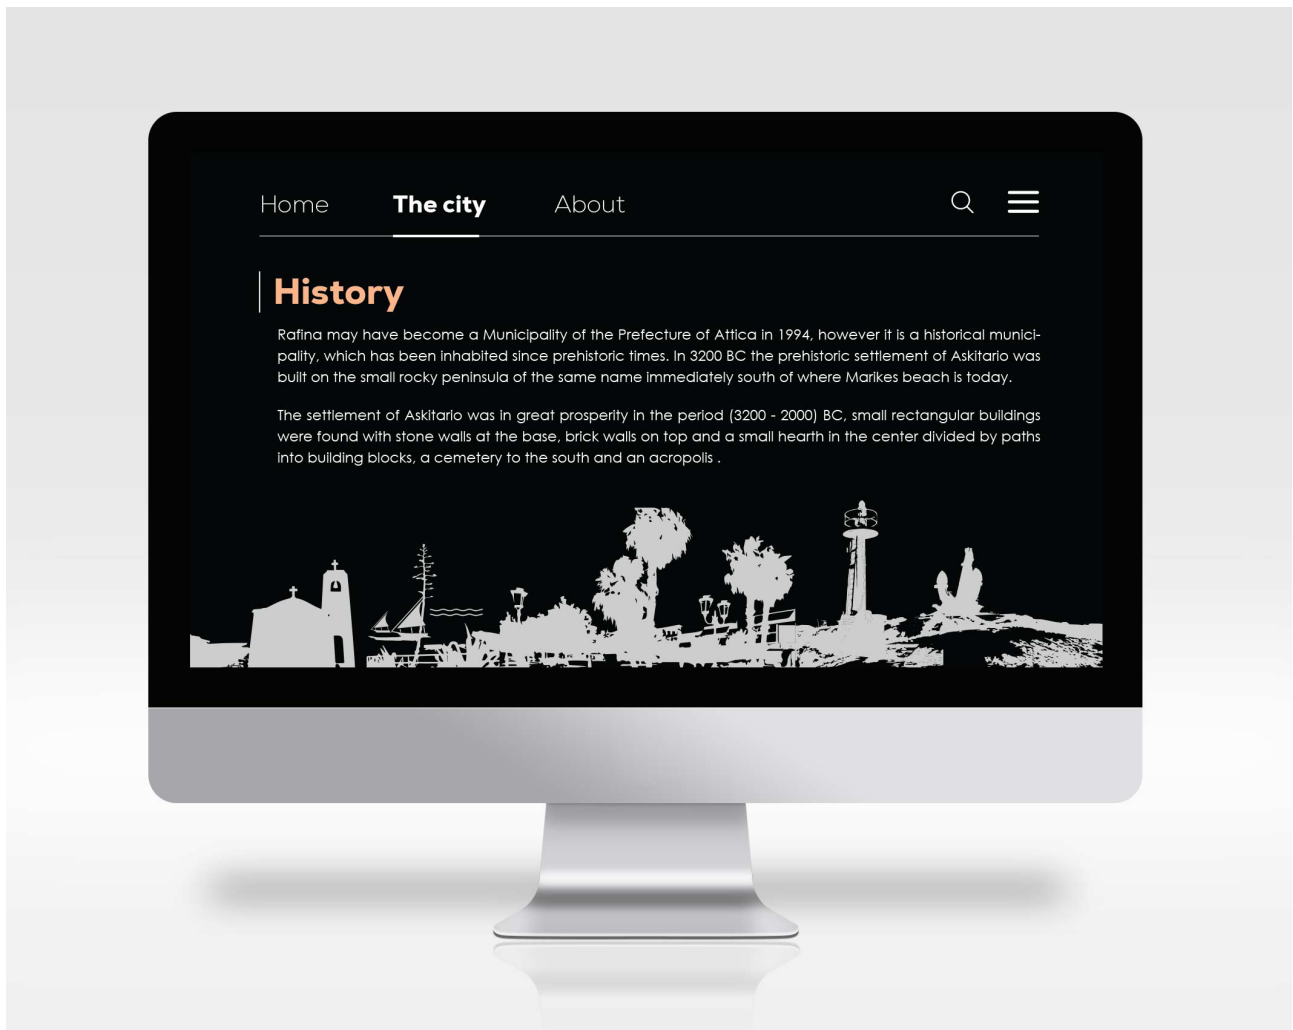 Home The city About
History
Rafina may have become a Municipality of the Prefecture of Attica in 1994, however it is a historical munici-
pality, which has been inhabited since prehistoric times. In 3200 BC the prehistoric settlement of Askitario was
built on the small rocky peninsula of the same name immediately south of where Marikes beach is today.
The settlement of Askitario was in great prosperity in the period (3200 - 2000) BC, small rectangular buildings
were found with stone walls at the base, brick walls on top and a small hearth in the center divided by paths
into building blocks, a cemetery to the south and an acropolis .